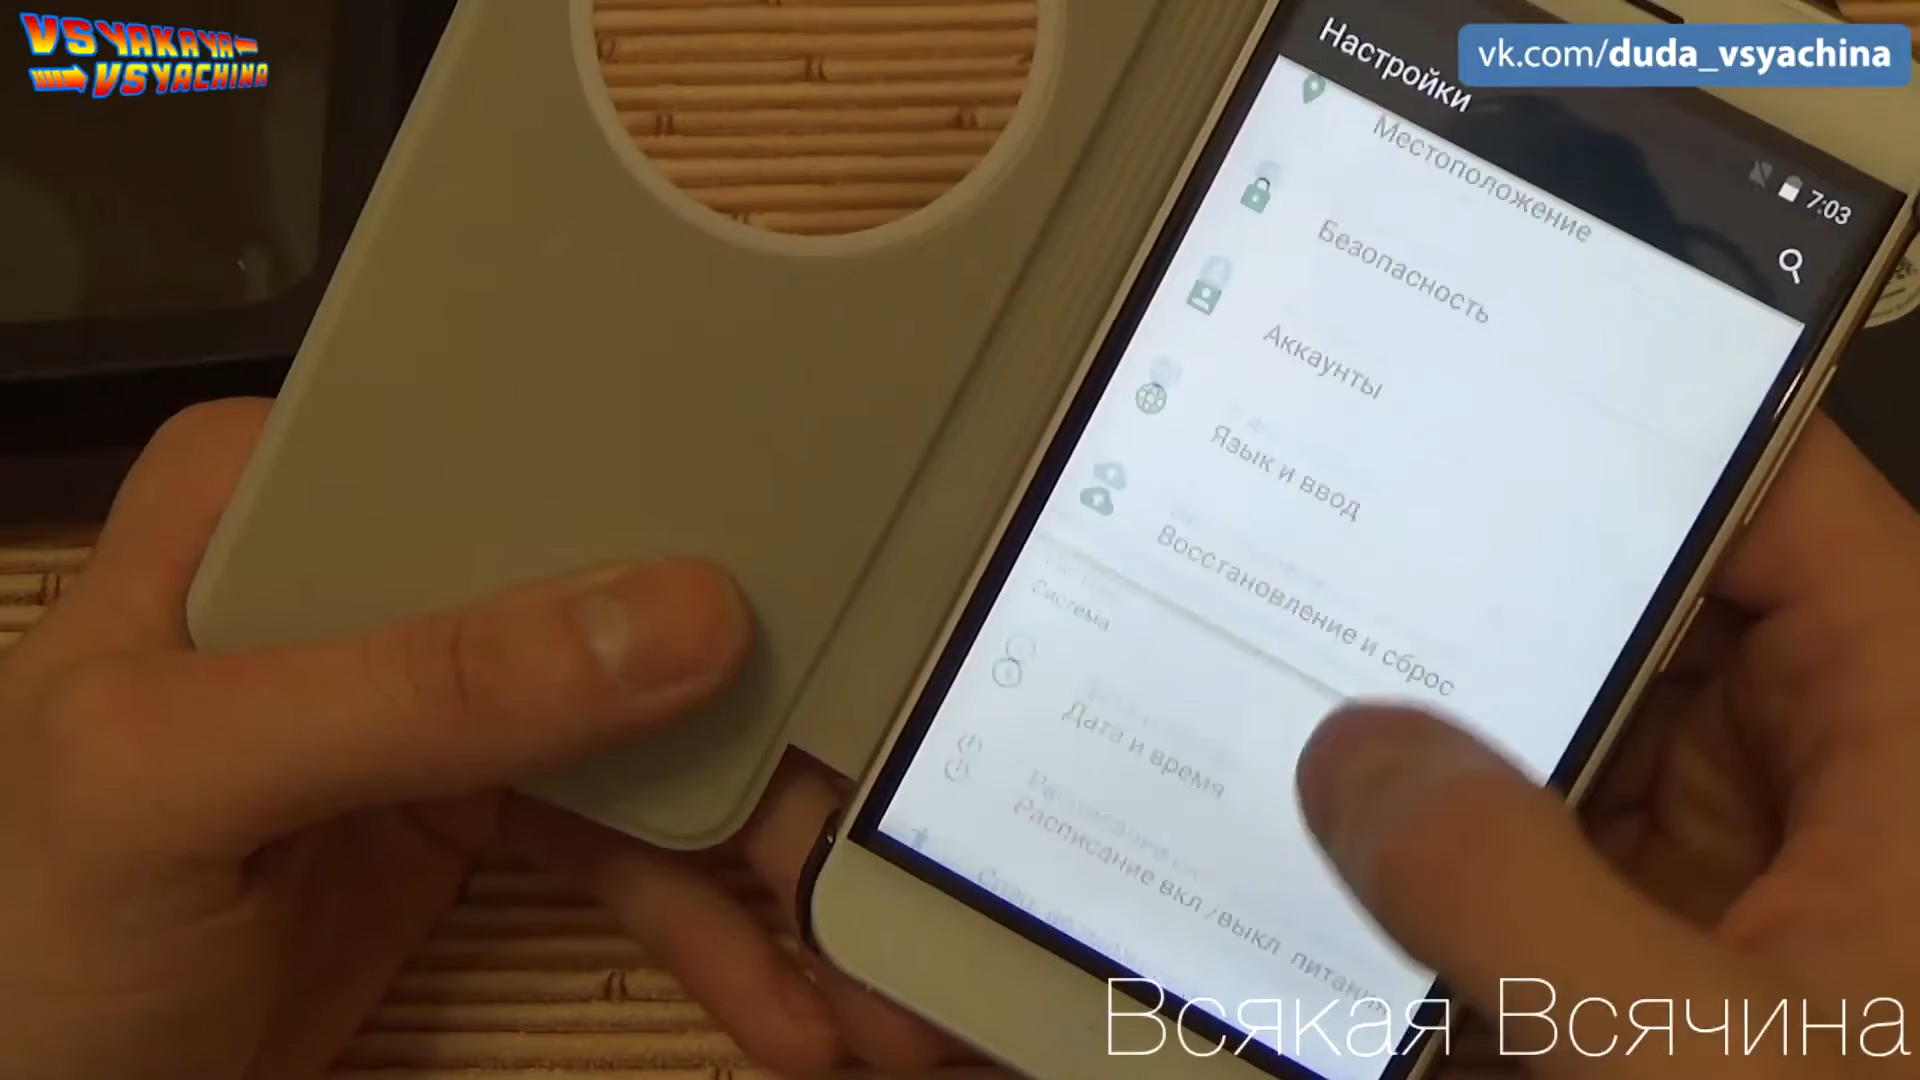 VSYAKAYA
VSYACHINA
vk.com/duda_vsyachina
Настройки
7:03
Местоположение
Безопасность
Аккаунты
Язык и ввод
Восстановление и сброс
Система
Дата и время
Расписание вкл./выкл. питания
Всякая Всячина